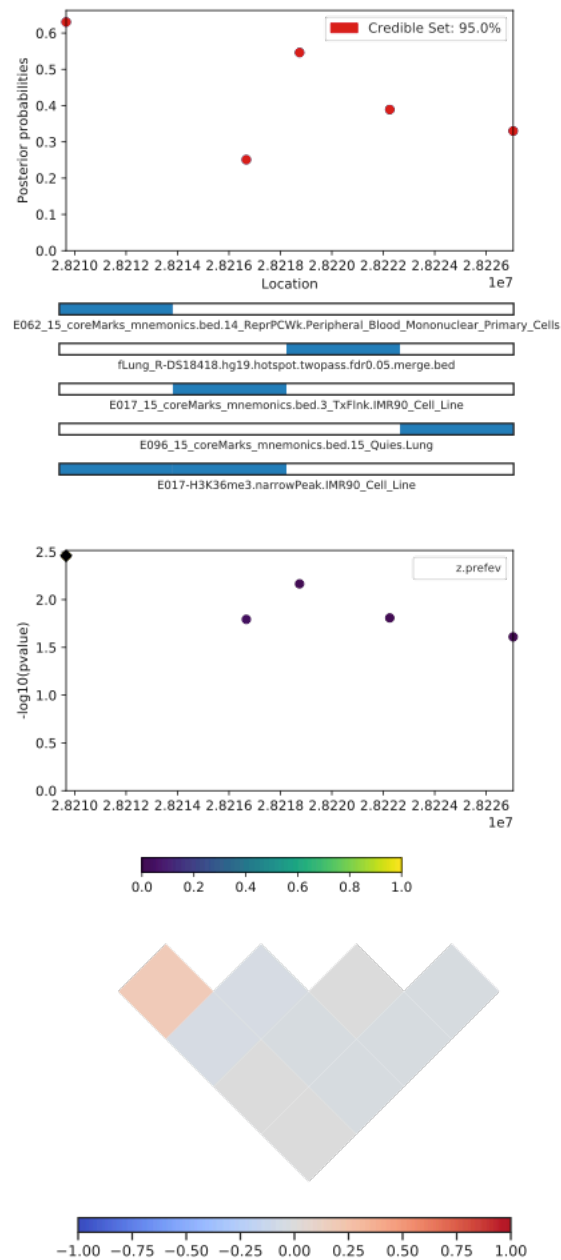 0.6
0.5
0.4
0.3
0.2
0.1
0.0
Posterior probabilities
Credible Set: 95.0%
2.8210 2.8212 2.8214 2.8216 2.8218 2.8220 2.8222 2.8224 2.8226
1e7
Location
E062_15_coreMarks_mnemonics.bed.14_ReprPCWk.Peripheral_Blood_Mononuclear_Primary_Cells
fLung_R-DS18418.hg19.hotspot.twopass.fdr0.05.merge.bed
E017_15_coreMarks_mnemonics.bed.3_TxFlnk.IMR90_Cell_Line
E096_15_coreMarks_mnemonics.bed.15_Quies.Lung
E017-H3K36me3.narrowPeak.IMR90_Cell_Line
2.5
2.0
1.5
1.0
0.5
0.0
-log10(pvalue)
z.prefev
2.8210 2.8212 2.8214 2.8216 2.8218 2.8220 2.8222 2.8224 2.8226
1e7
0.0 0.2 0.4 0.6 0.8 1.0
−1.00 −0.75 −0.50 −0.25 0.00 0.25 0.50 0.75 1.00